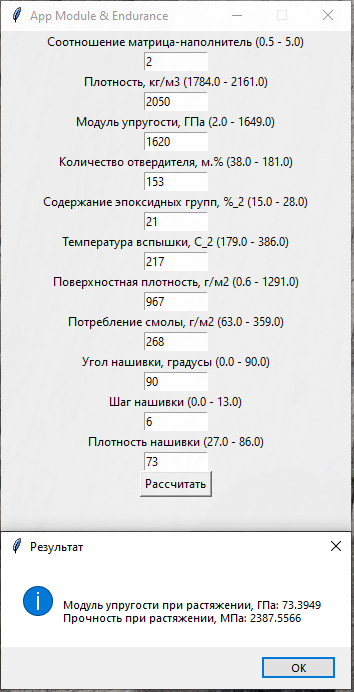 App Module & Endurance
Соотношение матрица-наполнитель (0.5 - 5.0)
2
Плотность, кг/м3 (1784.0 - 2161.0)
2050
Модуль упругости, ГПа (2.0 - 1649.0)
1620
Количество отвердителя, м.% (38.0 - 181.0)
153
Содержание эпоксидных групп, %_2 (15.0 - 28.0)
21
Температура вспышки, С_2 (179.0 - 386.0)
217
Поверхностная плотность, г/м2 (0.6 - 1291.0)
967
Потребление смолы, г/м2 (63.0 - 359.0)
268
Угол нашивки, градусы (0.0 - 90.0)
90
Шаг нашивки (0.0 - 13.0)
6
Плотность нашивки (27.0 - 86.0)
73
Рассчитать
Результат
Модуль упругости при растяжении, ГПа: 73.3949
Прочность при растяжении, МПа: 2387.5566
ОК